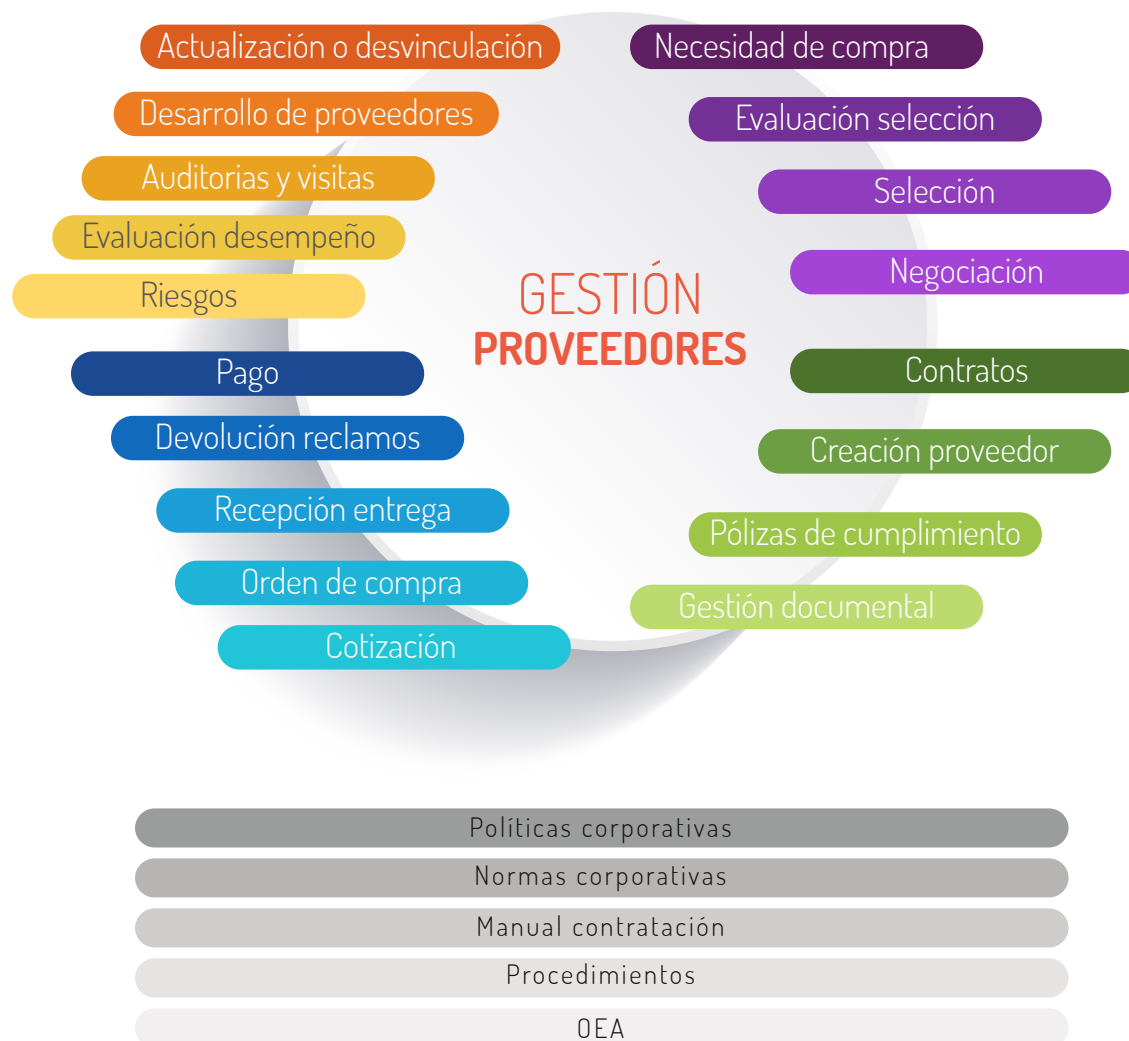 Actualización o desvinculación
Desarrollo de proveedores
Auditorias y visitas
Evaluación desempeño
Riesgos
Pago
Devolución reclamos
Recepción entrega
Orden de compra
Cotización
GESTIÓN
PROVEEDORES
Necesidad de compra
Evaluación selección
Selección
Negociación
Contratos
Creación proveedor
Pólizas de cumplimiento
Gestión documental
Políticas corporativas
Normas corporativas
Manual contratación
Procedimientos
OEA